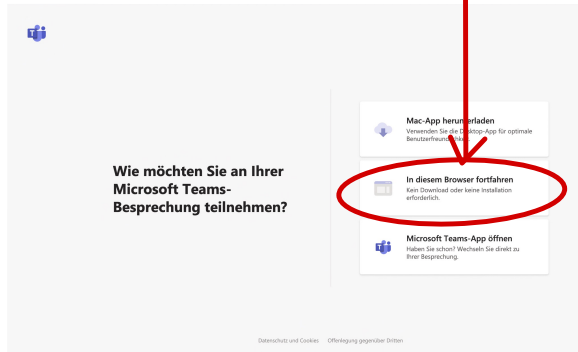 Wie möchten Sie an Ihrer
Microsoft Teams-
Besprechung teilnehmen?
Mac-App herunterladen
Verwenden Sie die Desktop-App für optimale
Benutzerfreundlichkeit.
In diesem Browser fortfahren
Kein Download oder keine Installation
erforderlich.
Microsoft Teams-App öffnen
Haben Sie schon? Wechseln Sie direkt zu
Ihrer Besprechung.
Datenschutz und Cookies Offenlegung gegenüber Dritten